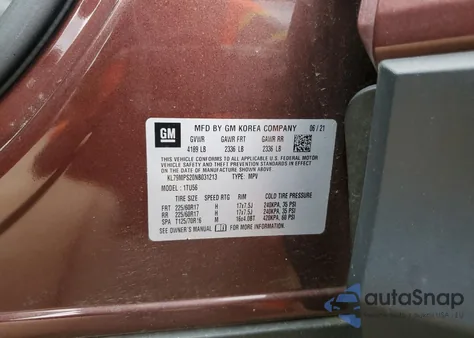 GM
MFD BY GM KOREA COMPANY 06/21
GVWR GAWR FRT GAWR RR
4189 LB 2336 LB 2336 LB
THIS VEHICLE CONFORMS TO ALL APPLICABLE U.S. FEDERAL MOTOR
VEHICLE SAFETY AND THEFT PREVENTION STANDARDS IN EFFECT ON
THE DATE OF MANUFACTURE SHOWN ABOVE.
KL79MPS20NB031213 TYPE: MPV
MODEL: 1TU56
TIRE SIZE SPEED RTG RIM COLD TIRE PRESSURE
FRT 225/60R17 H 17x7.5J 240KPA, 35 PSI
RR 225/60R17 H 17x7.5J 240KPA, 35 PSI
SPA T125/70R16 M 16x4.0BT 420KPA, 60 PSI
SEE OWNER'S MANUAL FOR MORE INFORMATION.
autaSnap